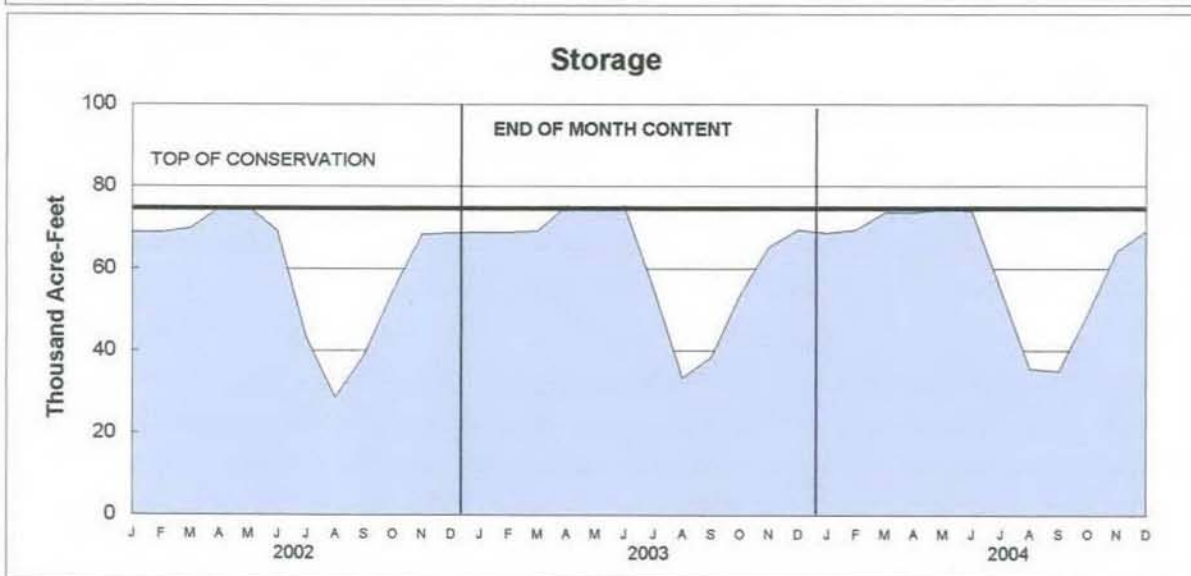 Storage
100
END OF MONTH CONTENT
TOP OF CONSERVATION
80
60
40
20
0
Thousand Acre-Feet
J F M A M J J A S O N D J F M A M J J A S O N D J F M A M J J A S O N D
2002 2003 2004